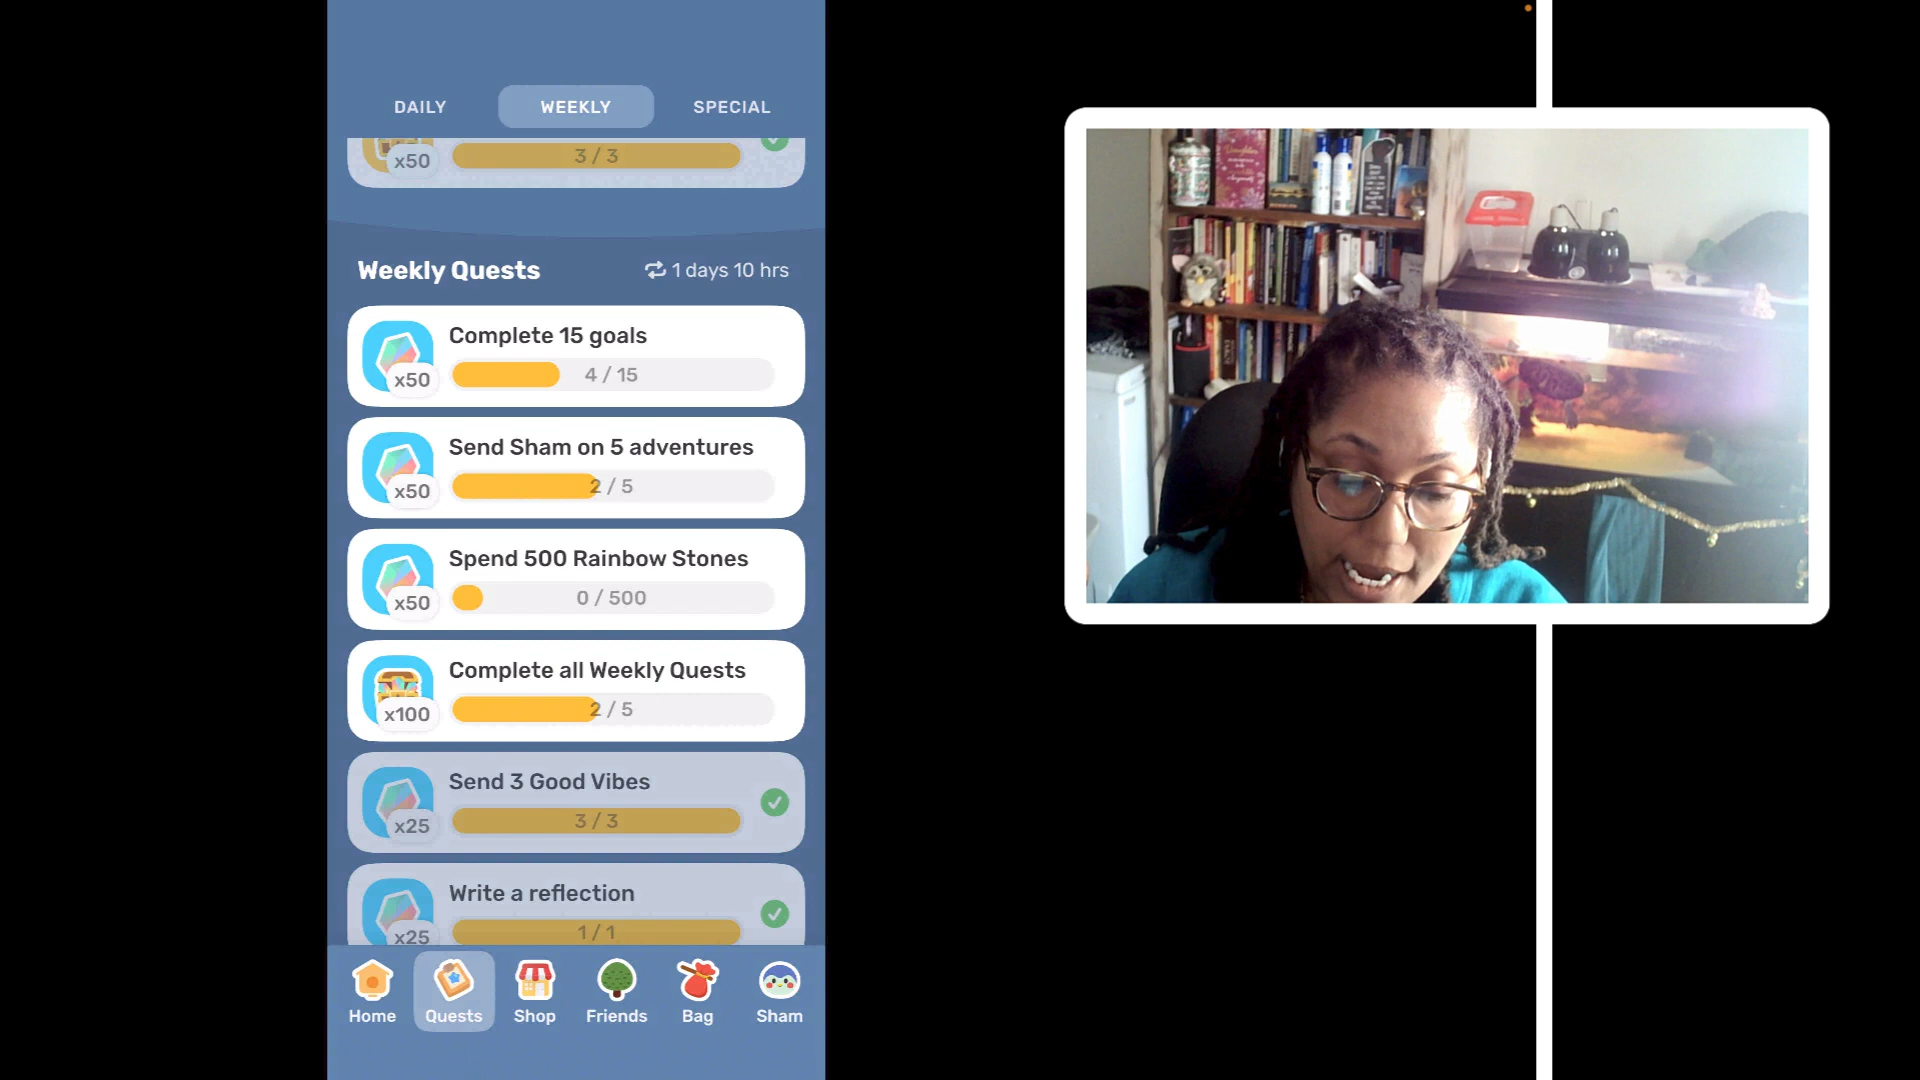 DAILY
WEEKLY
SPECIAL
x50
3 / 3
Weekly Quests
1 days 10 hrs
Complete 15 goals
x50
4 / 15
Send Sham on 5 adventures
x50
2 / 5
Spend 500 Rainbow Stones
x50
0 / 500
Complete all Weekly Quests
x100
2 / 5
Send 3 Good Vibes
x25
3 / 3
Write a reflection
x25
1 / 1
Home
Quests
Shop
Friends
Bag
Sham